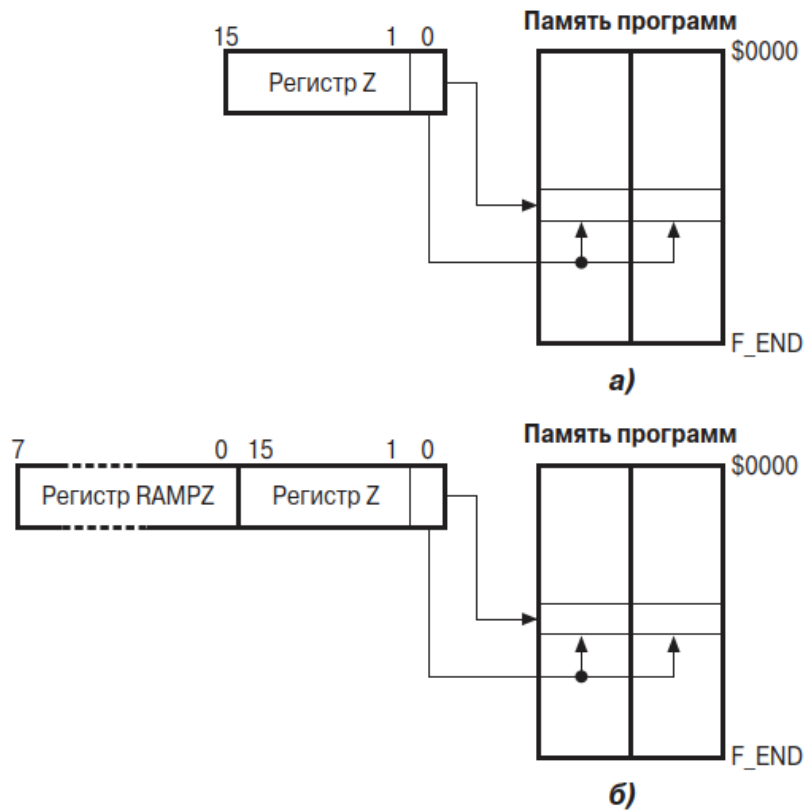 Память программ
15 1 0 $0000
Регистр Z
F_END
а)
Память программ
7 0 15 1 0 $0000
Регистр RAMPZ Регистр Z
F_END
б)